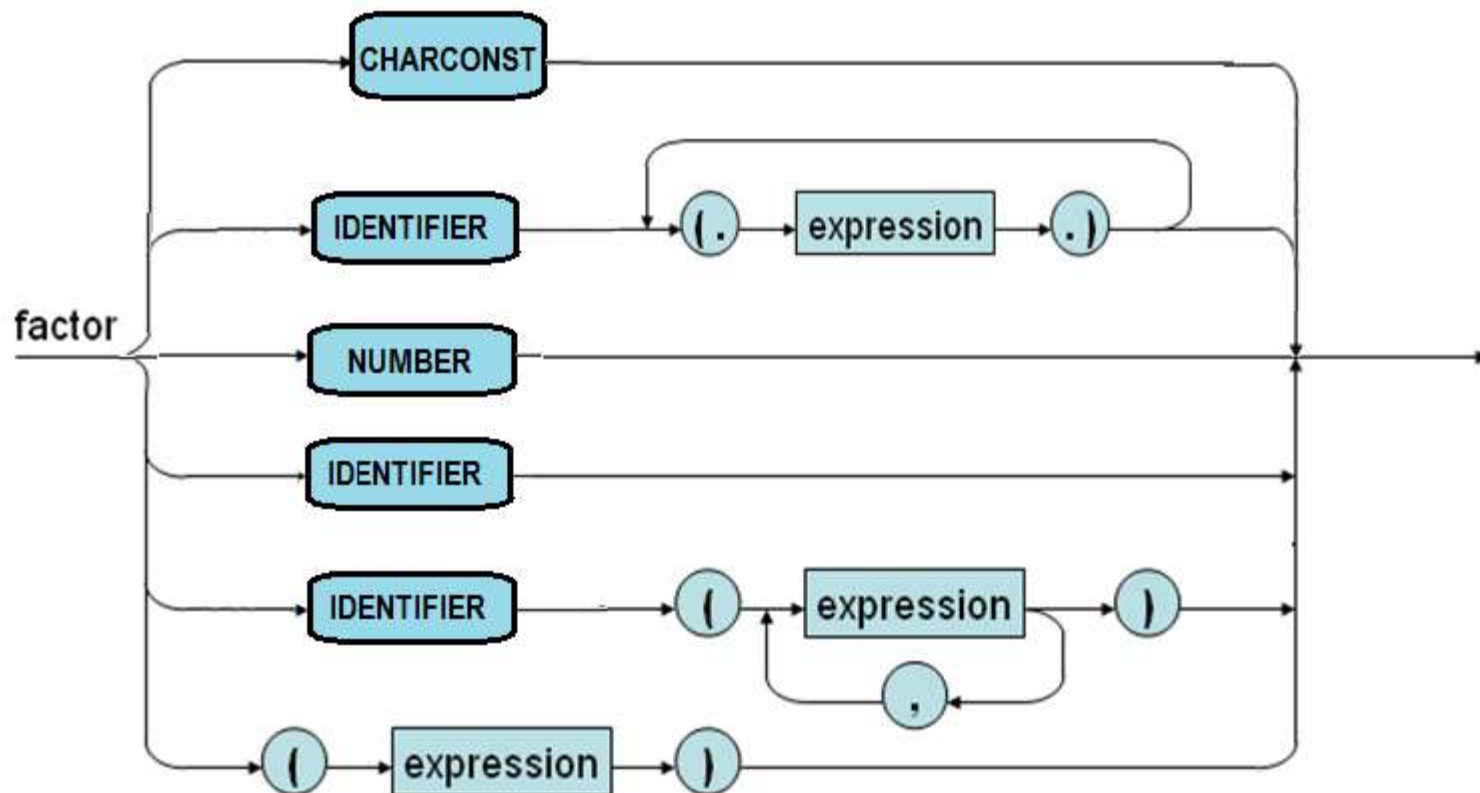 CHARCONST
IDENTIFIER (. expression .)
factor
NUMBER
IDENTIFIER
IDENTIFIER ( expression )
,
( expression )